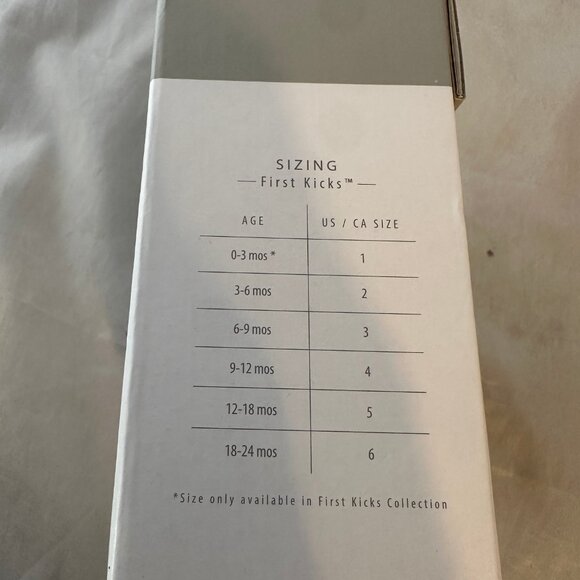 SIZING
First Kicks™
AGE US / CA SIZE
0-3 mos * 1
3-6 mos 2
6-9 mos 3
9-12 mos 4
12-18 mos 5
18-24 mos 6
*Size only available in First Kicks Collection